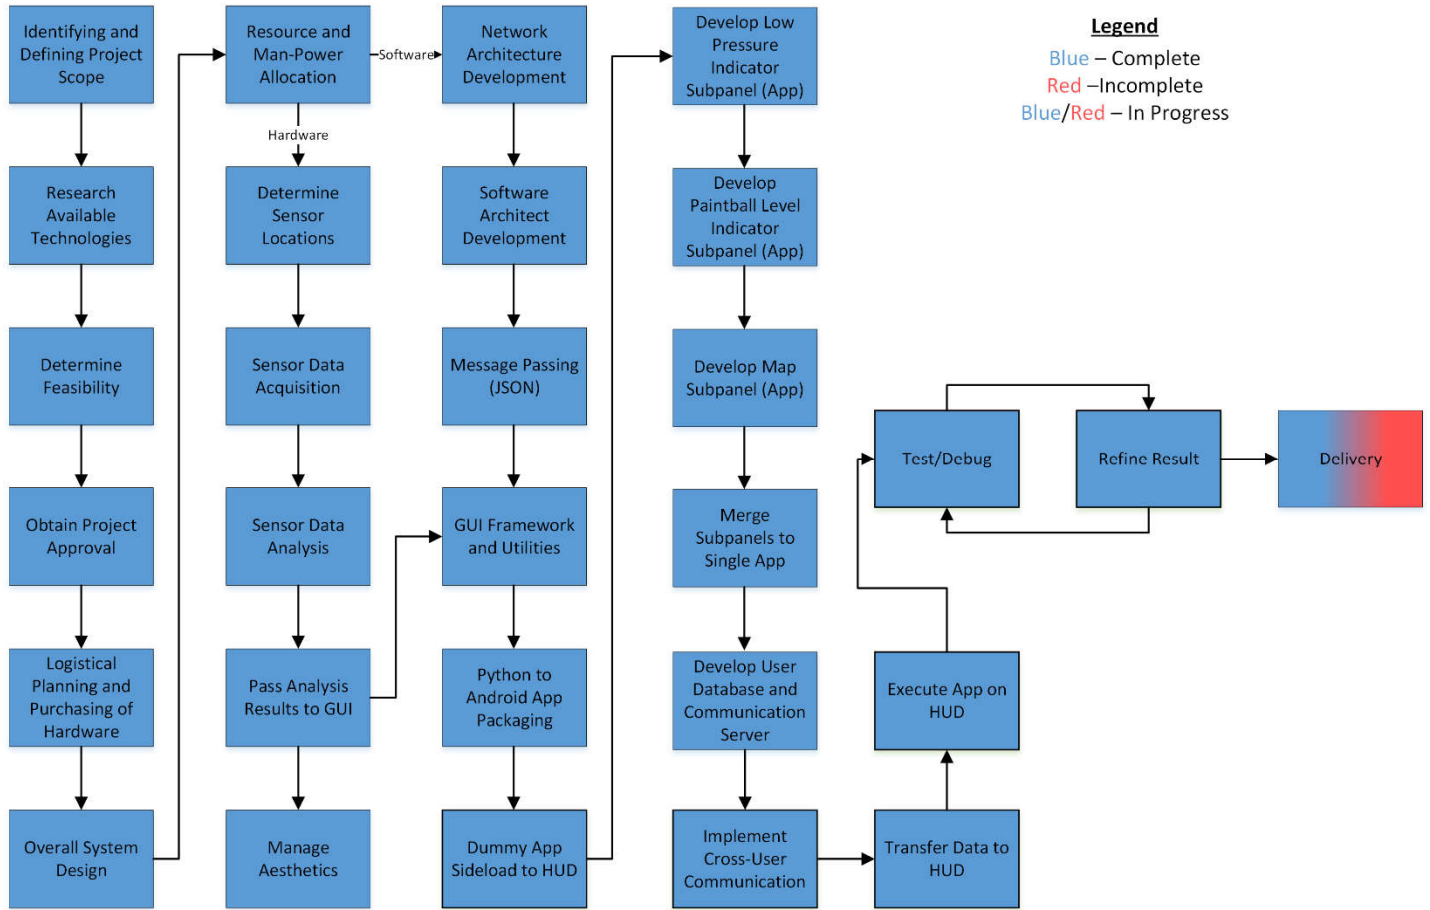 Identifying and
Defining Project
Scope
Research
Available
Technologies
Determine
Feasibility
Obtain Project
Approval
Logistical
Planning and
Purchasing of
Hardware
Overall System
Design
Resource and
Man-Power
Allocation
Software
Hardware
Determine
Sensor
Locations
Sensor Data
Acquisition
Sensor Data
Analysis
Pass Analysis
Results to GUI
Manage
Aesthetics
Network
Architecture
Development
Software
Architect
Development
Message Passing
(JSON)
GUI Framework
and Utilities
Python to
Android App
Packaging
Dummy App
Sideload to HUD
Develop Low
Pressure
Indicator
Subpanel (App)
Develop
Paintball Level
Indicator
Subpanel (App)
Develop Map
Subpanel (App)
Merge
Subpanels to
Single App
Develop User
Database and
Communication
Server
Implement
Cross-User
Communication
Transfer Data to
HUD
Execute App on
HUD
Test/Debug
Refine Result
Delivery
Legend
Blue – Complete
Red –Incomplete
Blue/Red – In Progress